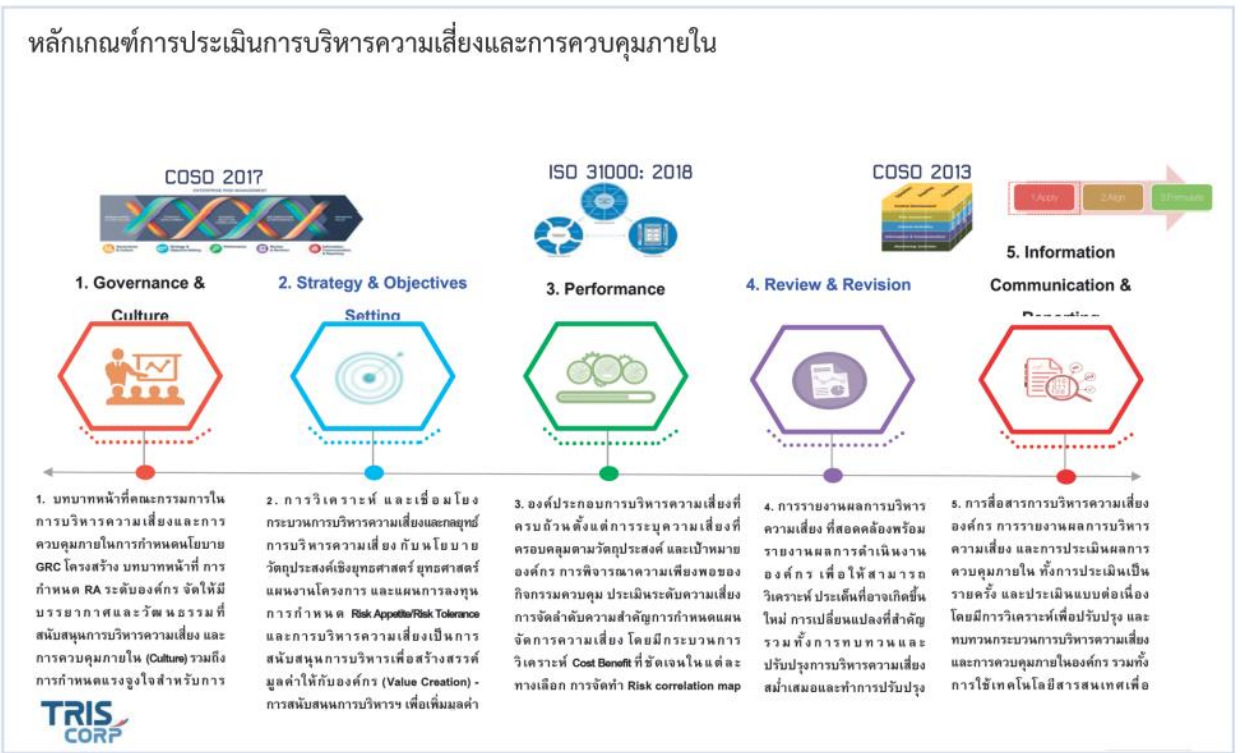 หลักเกณฑ์การประเมินการบริหารความเสี่ยงและการควบคุมภายใน
COSO 2017
ENTERPRISE RISK MANAGEMENT
ISO 31000: 2018
COSO 2013
1.Apply
2.Align
3.Formulate
1. Governance &
Culture
2. Strategy & Objectives
Setting
3. Performance
4. Review & Revision
5. Information
Communication &
Reporting
1. บทบาทหน้าที่คณะกรรมการใน
การบริหารความเสี่ยงและการ
ควบคุมภายในการกำหนดนโยบาย
GRC โครงสร้าง บทบาทหน้าที่ การ
กำหนด RA ระดับองค์กร จัดให้มี
บรรยากาศและวัฒนธรรมที่
สนับสนุนการบริหารความเสี่ยง และ
การควบคุมภายใน (Culture) รวมถึง
การกำหนดแรงจูงใจสำหรับการ
2. การวิเคราะห์ และเชื่อมโยง
กระบวนการบริหารความเสี่ยงและกลยุทธ์
การบริหารความเสี่ยง กับนโยบาย
วัตถุประสงค์เชิงยุทธศาสตร์ ยุทธศาสตร์
แผนงานโครงการ และแผนการลงทุน
การกำหนด Risk Appetite/Risk Tolerance
และการบริหารความเสี่ยงเป็นการ
สนับสนุนการบริหารเพื่อสร้างสรรค์
มูลค่าให้กับองค์กร (Value Creation) -
การสนับสนุนการบริหารฯ เพื่อเพิ่มมูลค่า
3. องค์ประกอบการบริหารความเสี่ยงที่
ครบถ้วนตั้งแต่การระบุความเสี่ยงที่
ครอบคลุมตามวัตถุประสงค์ และเป้าหมาย
องค์กร การพิจารณาความเพียงพอของ
กิจกรรมควบคุม ประเมินระดับความเสี่ยง
การจัดลำดับความสำคัญการกำหนดแผน
จัดการความเสี่ยง โดยมีกระบวนการ
วิเคราะห์ Cost Benefit ที่ชัดเจนในแต่ละ
ทางเลือก การจัดทำ Risk correlation map
4. การรายงานผลการบริหาร
ความเสี่ยง ที่สอดคล้องพร้อม
รายงานผลการดำเนินงาน
องค์กร เพื่อให้สามารถ
วิเคราะห์ ประเด็นที่อาจเกิดขึ้น
ใหม่ การเปลี่ยนแปลงที่สำคัญ
รวมทั้งการทบทวนและ
ปรับปรุงการบริหารความเสี่ยง
สม่ำเสมอและทำการปรับปรุง
5. การสื่อสารการบริหารความเสี่ยง
องค์กร การรายงานผลการบริหาร
ความเสี่ยง และการประเมินผลการ
ควบคุมภายใน ทั้งการประเมินเป็น
รายครั้ง และประเมินแบบต่อเนื่อง
โดยมีการวิเคราะห์เพื่อปรับปรุง และ
ทบทวนกระบวนการบริหารความเสี่ยง
และการควบคุมภายในองค์กร รวมทั้ง
การใช้เทคโนโลยีสารสนเทศเพื่อ
TRIS
CORP